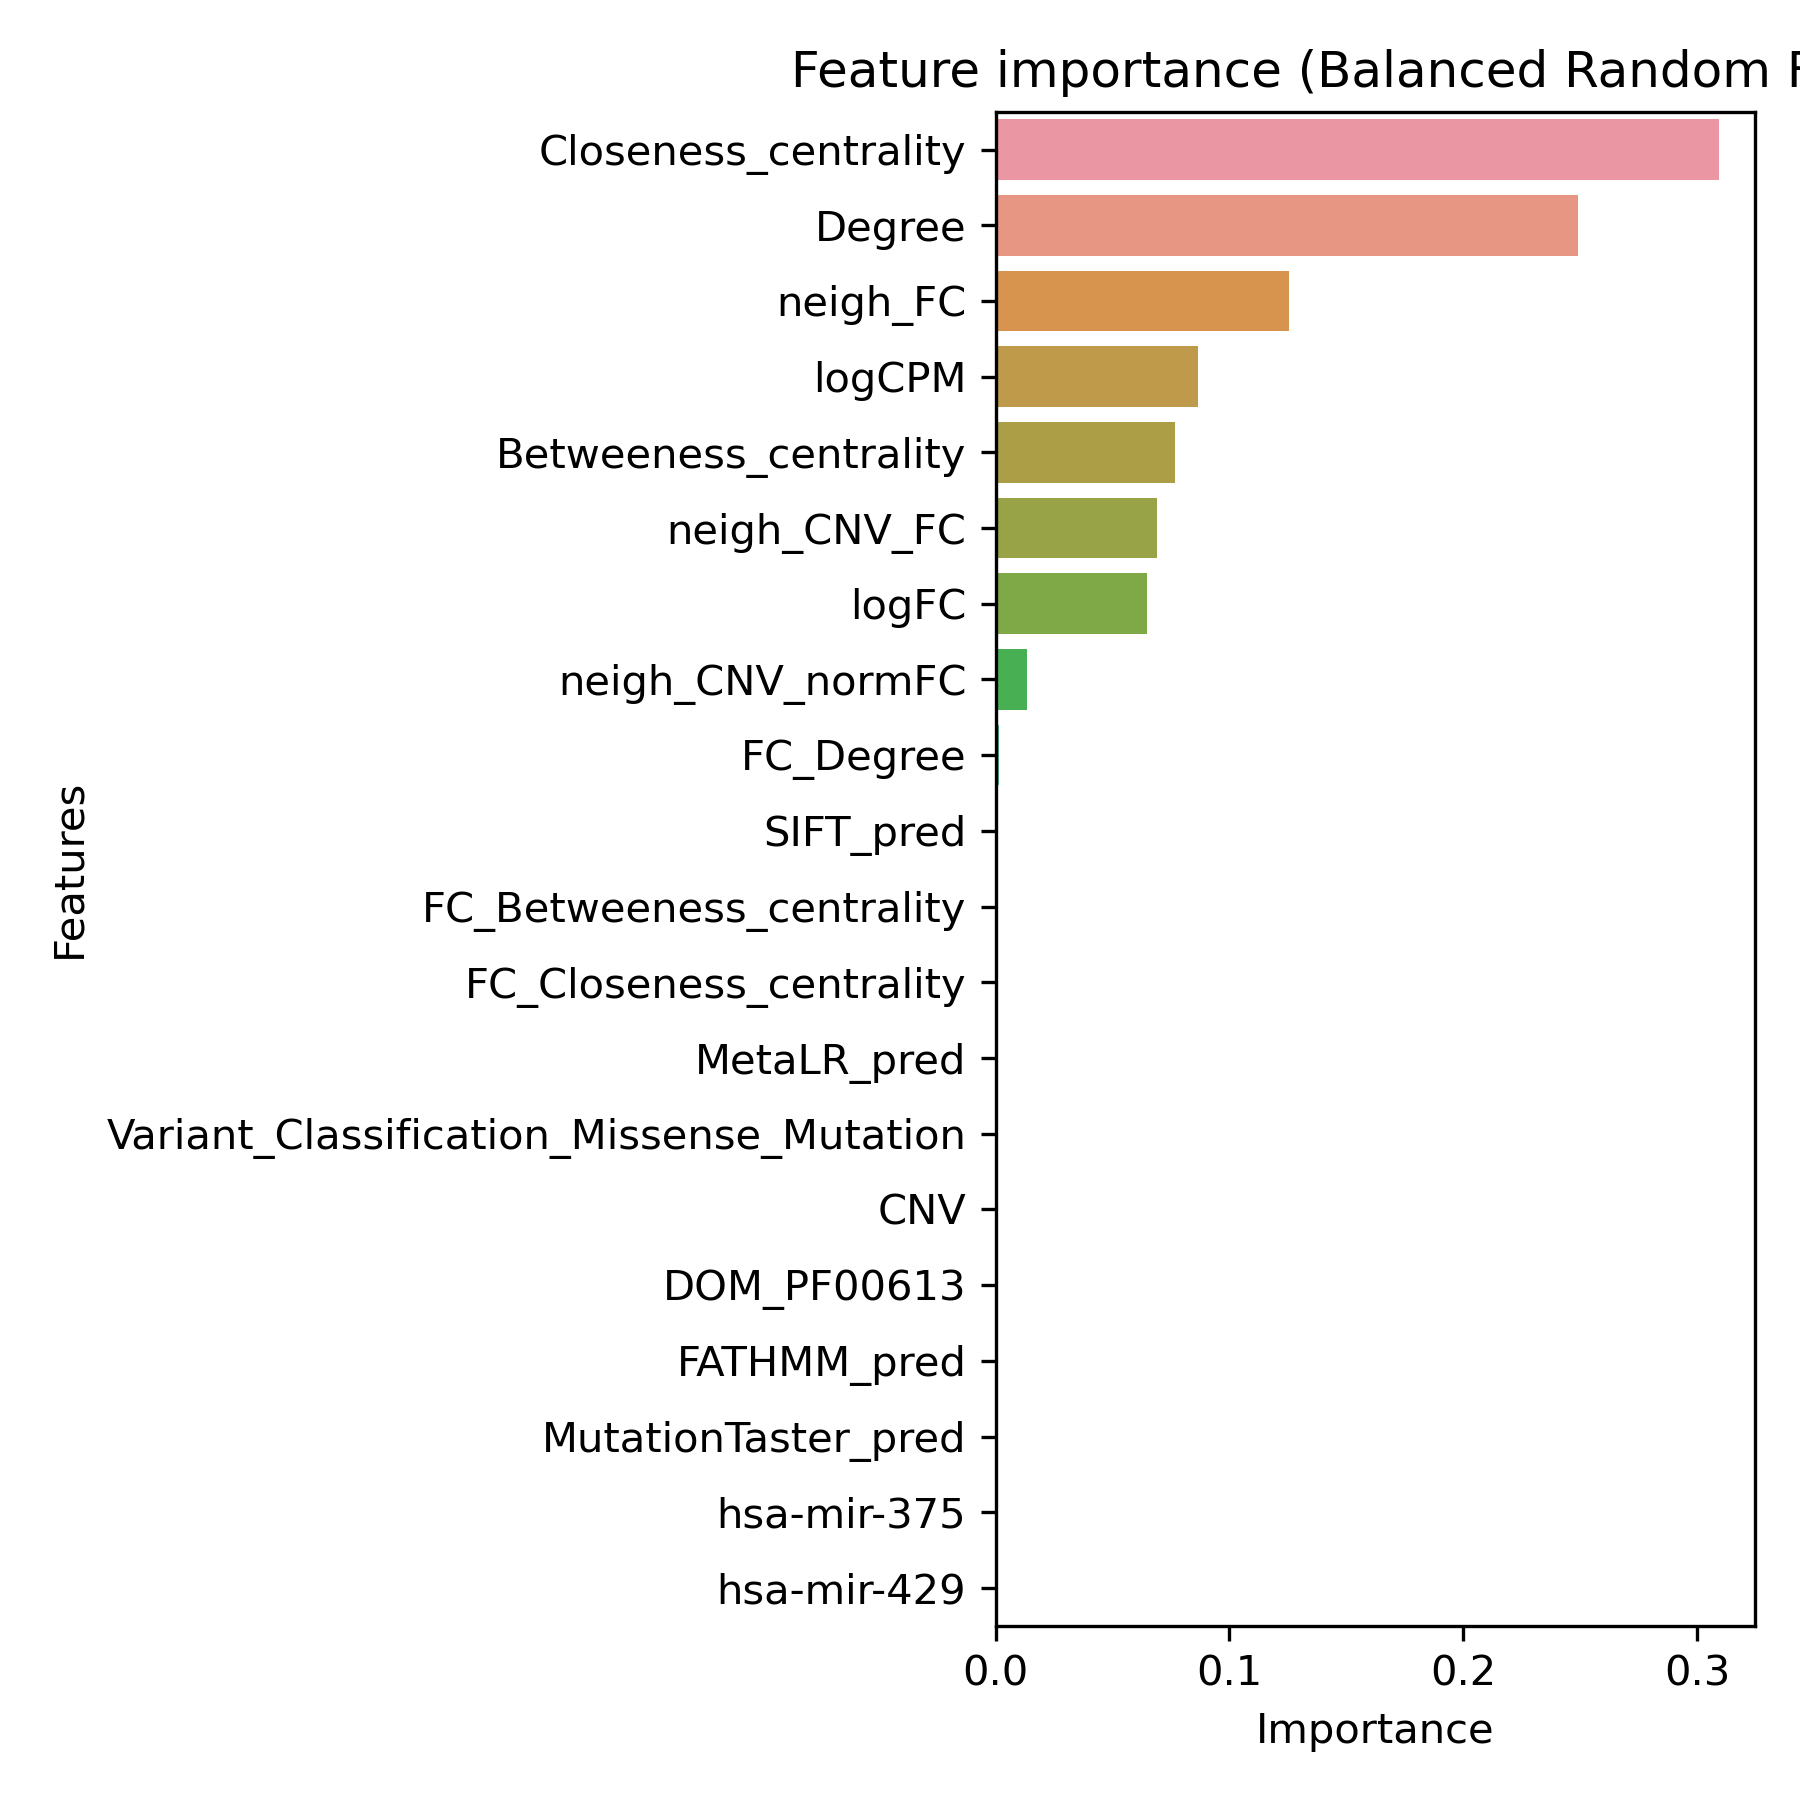 Feature importance (Balanced Random F
Closeness_centrality
Degree
neigh_FC
logCPM
Betweeness_centrality
neigh_CNV_FC
logFC
neigh_CNV_normFC
FC_Degree
SIFT_pred
FC_Betweeness_centrality
FC_Closeness_centrality
MetaLR_pred
Variant_Classification_Missense_Mutation
CNV
DOM_PF00613
FATHMM_pred
MutationTaster_pred
hsa-mir-375
hsa-mir-429
Features
0.0 0.1 0.2 0.3
Importance